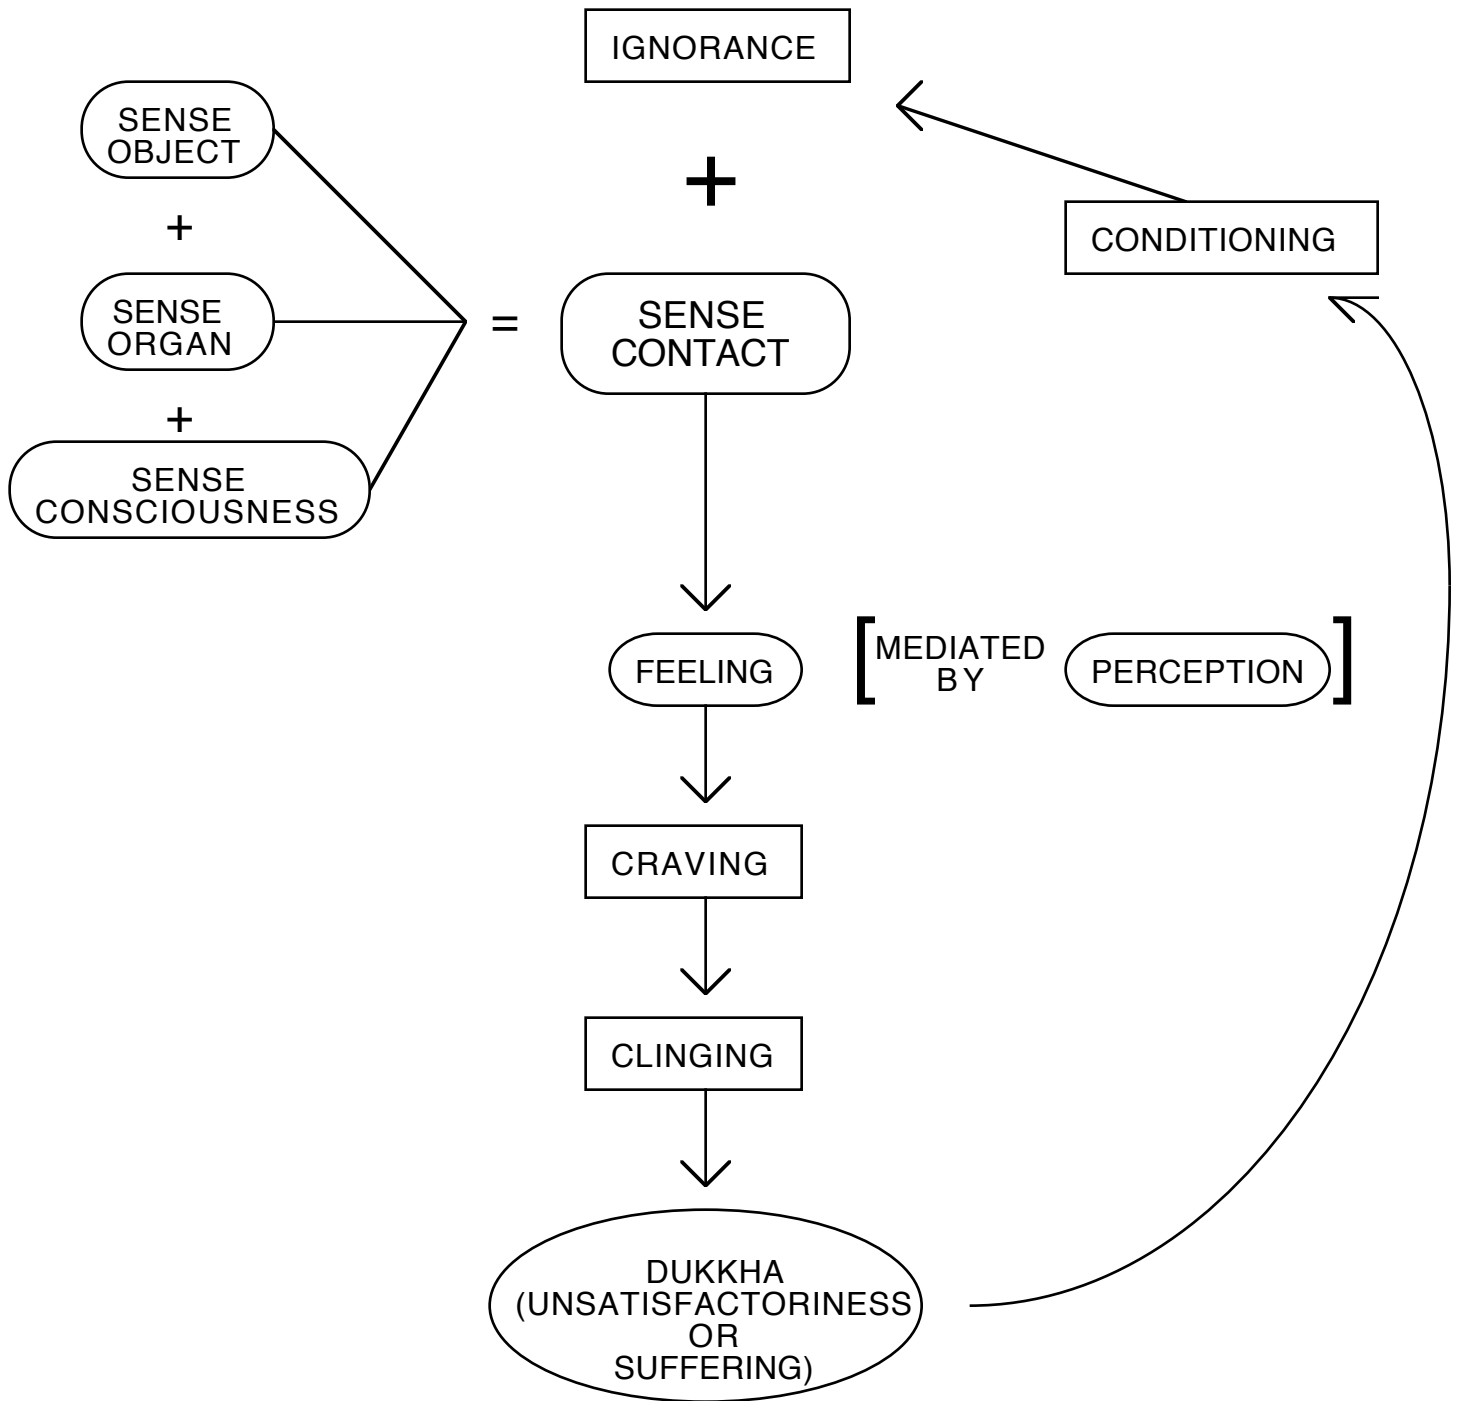 IGNORANCE
SENSE
OBJECT
+
+
CONDITIONING
+
SENSE
ORGAN
=
SENSE
CONTACT
+
SENSE
CONSCIOUSNESS
FEELING
[MEDIATED
BY
PERCEPTION]
CRAVING
CLINGING
DUKKHA
(UNSATISFACTORINESS
OR
SUFFERING)